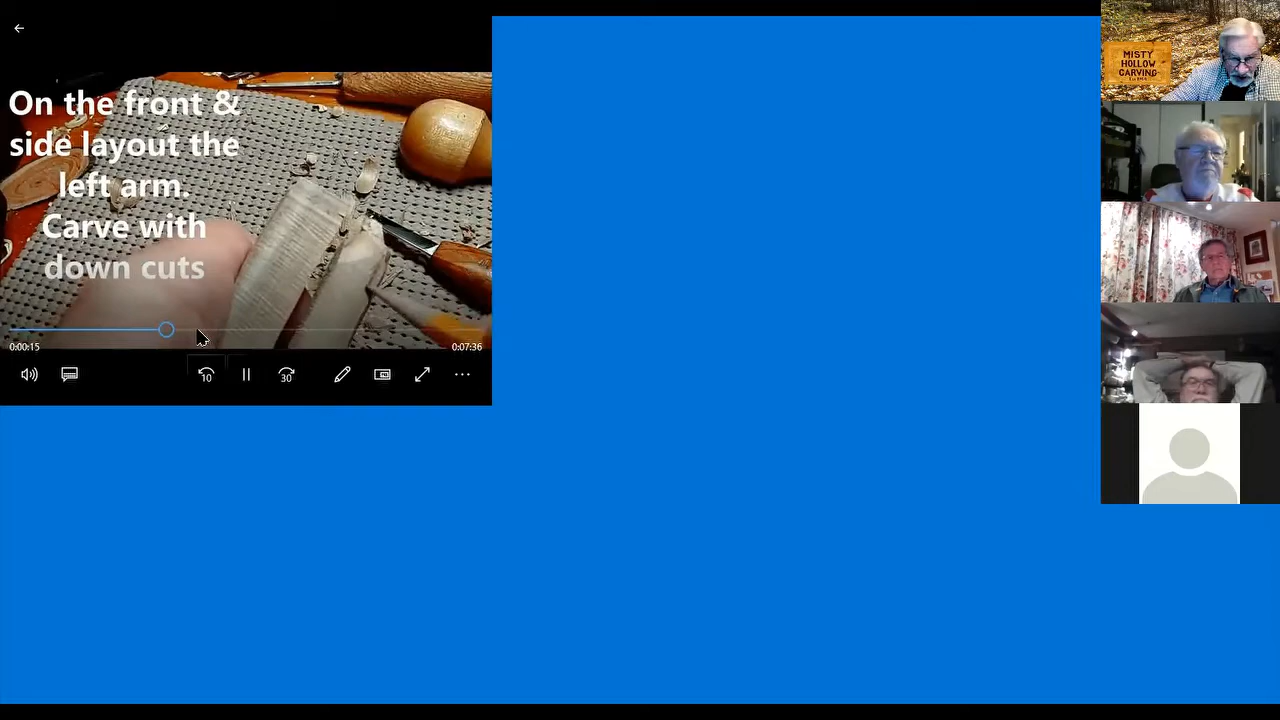 On the front &
side layout the
left arm.
Carve with
down cuts
0:00:15
0:07:36
10
30
MISTY
HOLLOW
CARVING